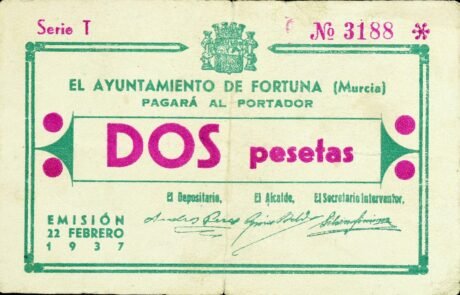 Serie T
Nº 3188 *
EL AYUNTAMIENTO DE FORTUNA (Murcia)
PAGARÁ AL PORTADOR
DOS pesetas
El Depositario, El Alcalde, El Secretario Interventor,
EMISIÓN
22 FEBRERO
1937